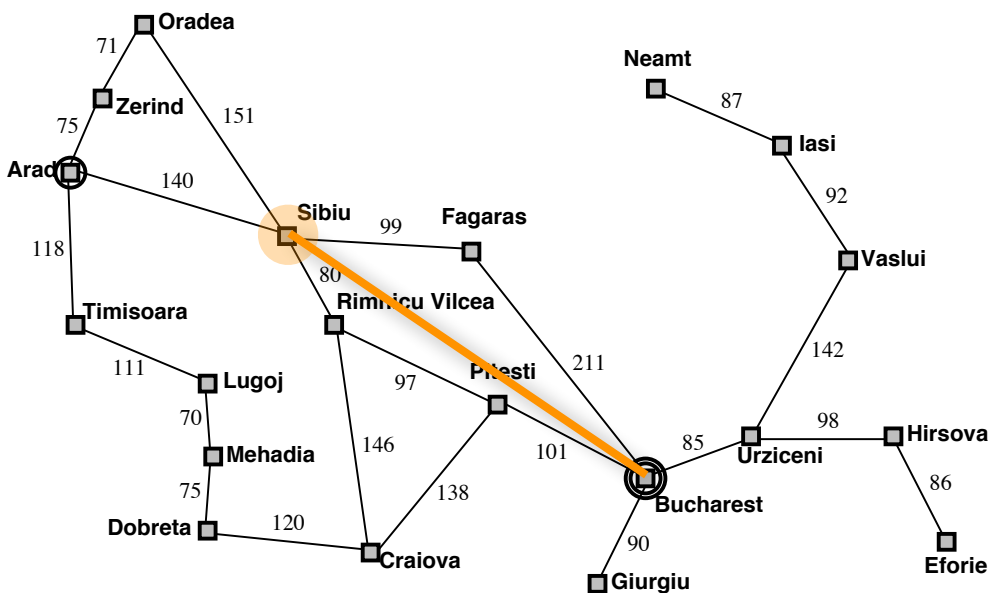 Oradea
71
Neamt
Zerind
87
75
151
Iasi
Arad
140
92
Sibiu
Fagaras
99
118
Vaslui
80
Timisoara
Rimnicu Vilcea
142
111
211
Pitesti
Lugoj
97
70
98
Hirsova
146
85
Mehadia
101
Urziceni
86
75
138
Bucharest
Dobreta
120
90
Craiova
Eforie
Giurgiu